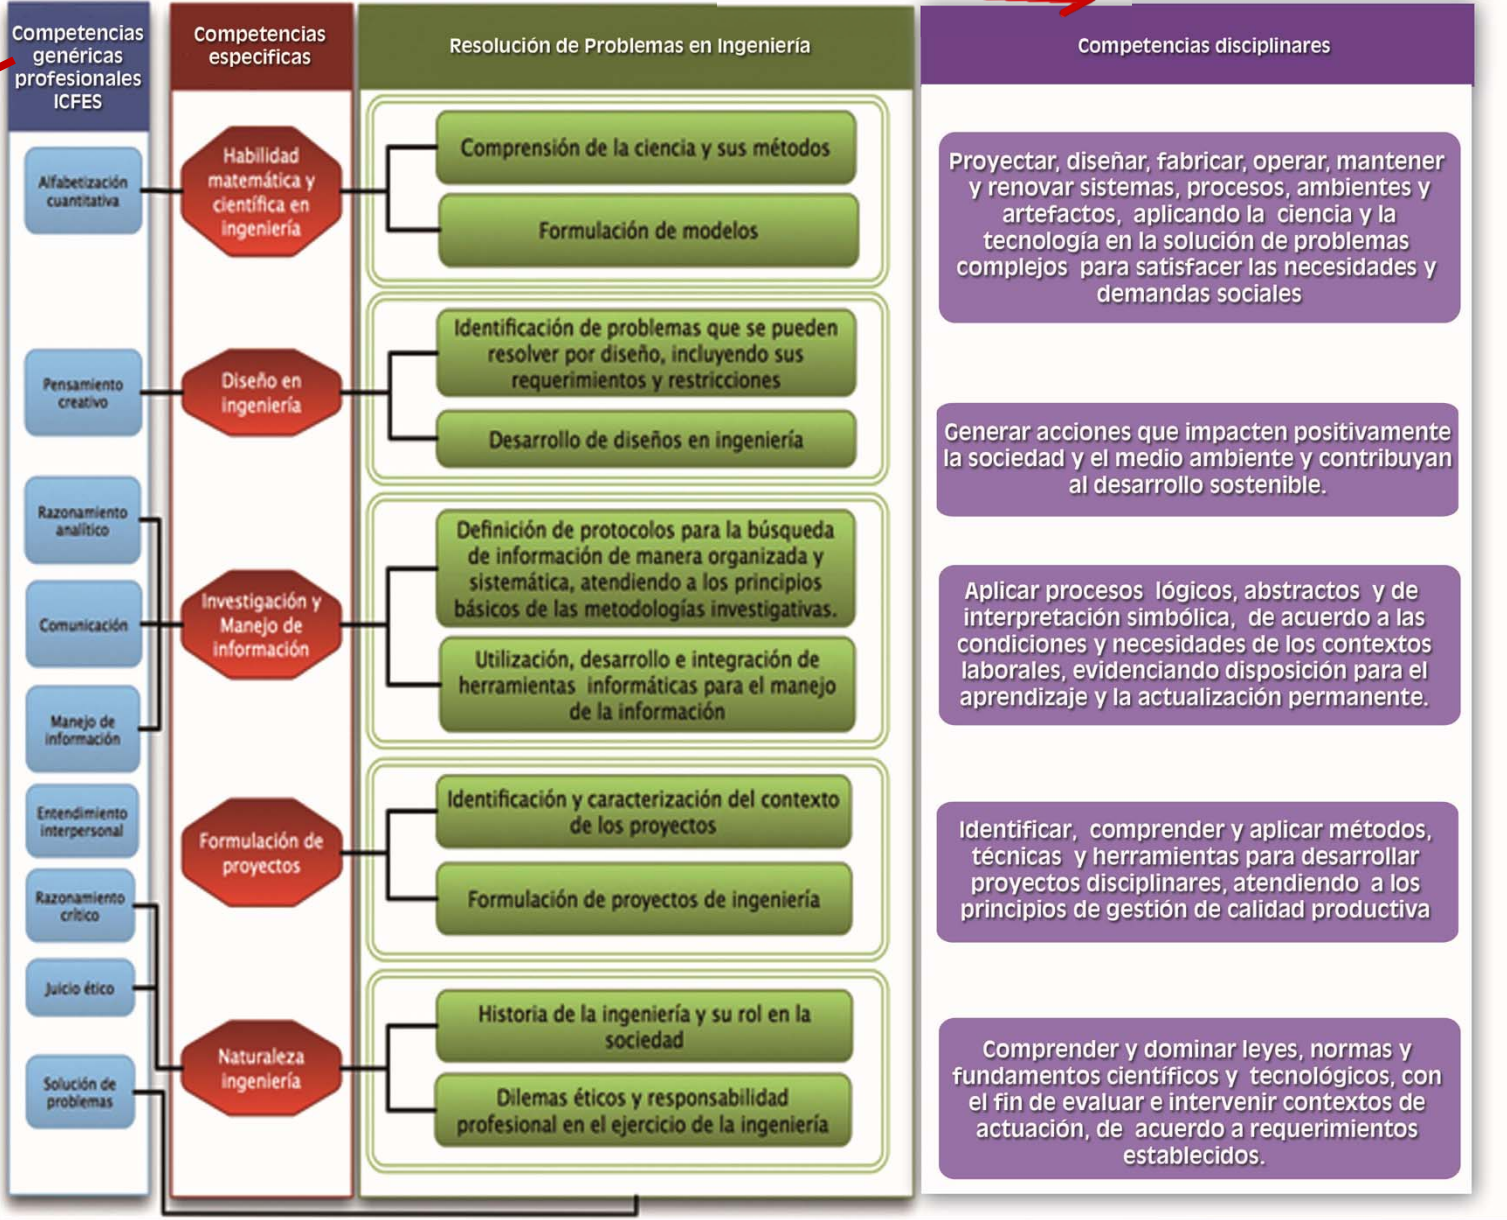 Competencias
genéricas
profesionales
ICFES
Alfabetización
cuantitativa
Pensamiento
creativo
Razonamiento
analítico
Comunicación
Manejo de
información
Entendimiento
interpersonal
Razonamiento
crítico
Juicio ético
Solución de
problemas
Competencias
especificas
Habilidad
matemática y
científica en
ingeniería
Diseño en
ingeniería
Investigación y
Manejo de
información
Formulación de
proyectos
Naturaleza
ingeniería
Resolución de Problemas en Ingeniería
Comprensión de la ciencia y sus métodos
Formulación de modelos
Identificación de problemas que se pueden
resolver por diseño, incluyendo sus
requerimientos y restricciones
Desarrollo de diseños en ingeniería
Definición de protocolos para la búsqueda
de información de manera organizada y
sistemática, atendiendo a los principios
básicos de las metodologías investigativas.
Utilización, desarrollo e integración de
herramientas informáticas para el manejo
de la información
Identificación y caracterización del contexto
de los proyectos
Formulación de proyectos de ingeniería
Historia de la ingeniería y su rol en la
sociedad
Dilemas éticos y responsabilidad
profesional en el ejercicio de la ingeniería
Competencias disciplinares
Proyectar, diseñar, fabricar, operar, mantener
y renovar sistemas, procesos, ambientes y
artefactos, aplicando la ciencia y la
tecnología en la solución de problemas
complejos para satisfacer las necesidades y
demandas sociales
Generar acciones que impacten positivamente
la sociedad y el medio ambiente y contribuyan
al desarrollo sostenible.
Aplicar procesos lógicos, abstractos y de
interpretación simbólica, de acuerdo a las
condiciones y necesidades de los contextos
laborales, evidenciando disposición para el
aprendizaje y la actualización permanente.
Identificar, comprender y aplicar métodos,
técnicas y herramientas para desarrollar
proyectos disciplinares, atendiendo a los
principios de gestión de calidad productiva
Comprender y dominar leyes, normas y
fundamentos científicos y tecnológicos, con
el fin de evaluar e intervenir contextos de
actuación, de acuerdo a requerimientos
establecidos.